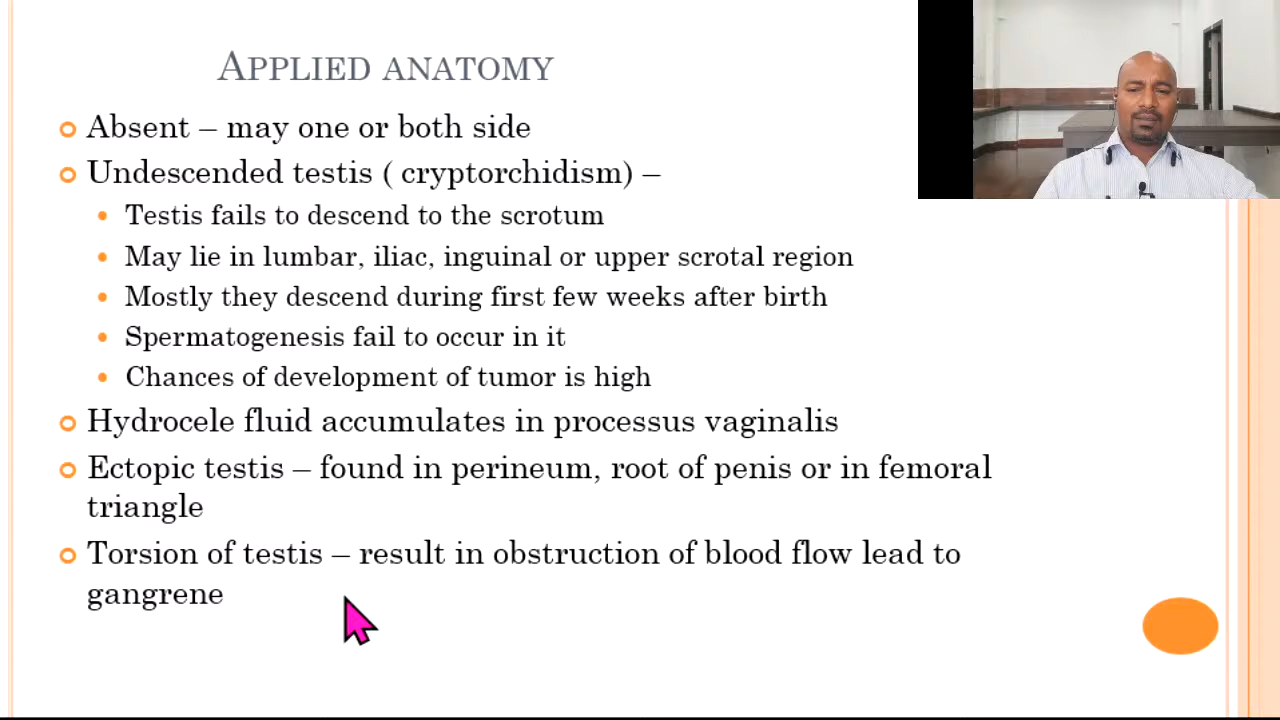 APPLIED ANATOMY
Absent – may one or both side
Undescended testis ( cryptorchidism) –
Testis fails to descend to the scrotum
May lie in lumbar, iliac, inguinal or upper scrotal region
Mostly they descend during first few weeks after birth
Spermatogenesis fail to occur in it
Chances of development of tumor is high
Hydrocele fluid accumulates in processus vaginalis
Ectopic testis – found in perineum, root of penis or in femoral
triangle
Torsion of testis – result in obstruction of blood flow lead to
gangrene